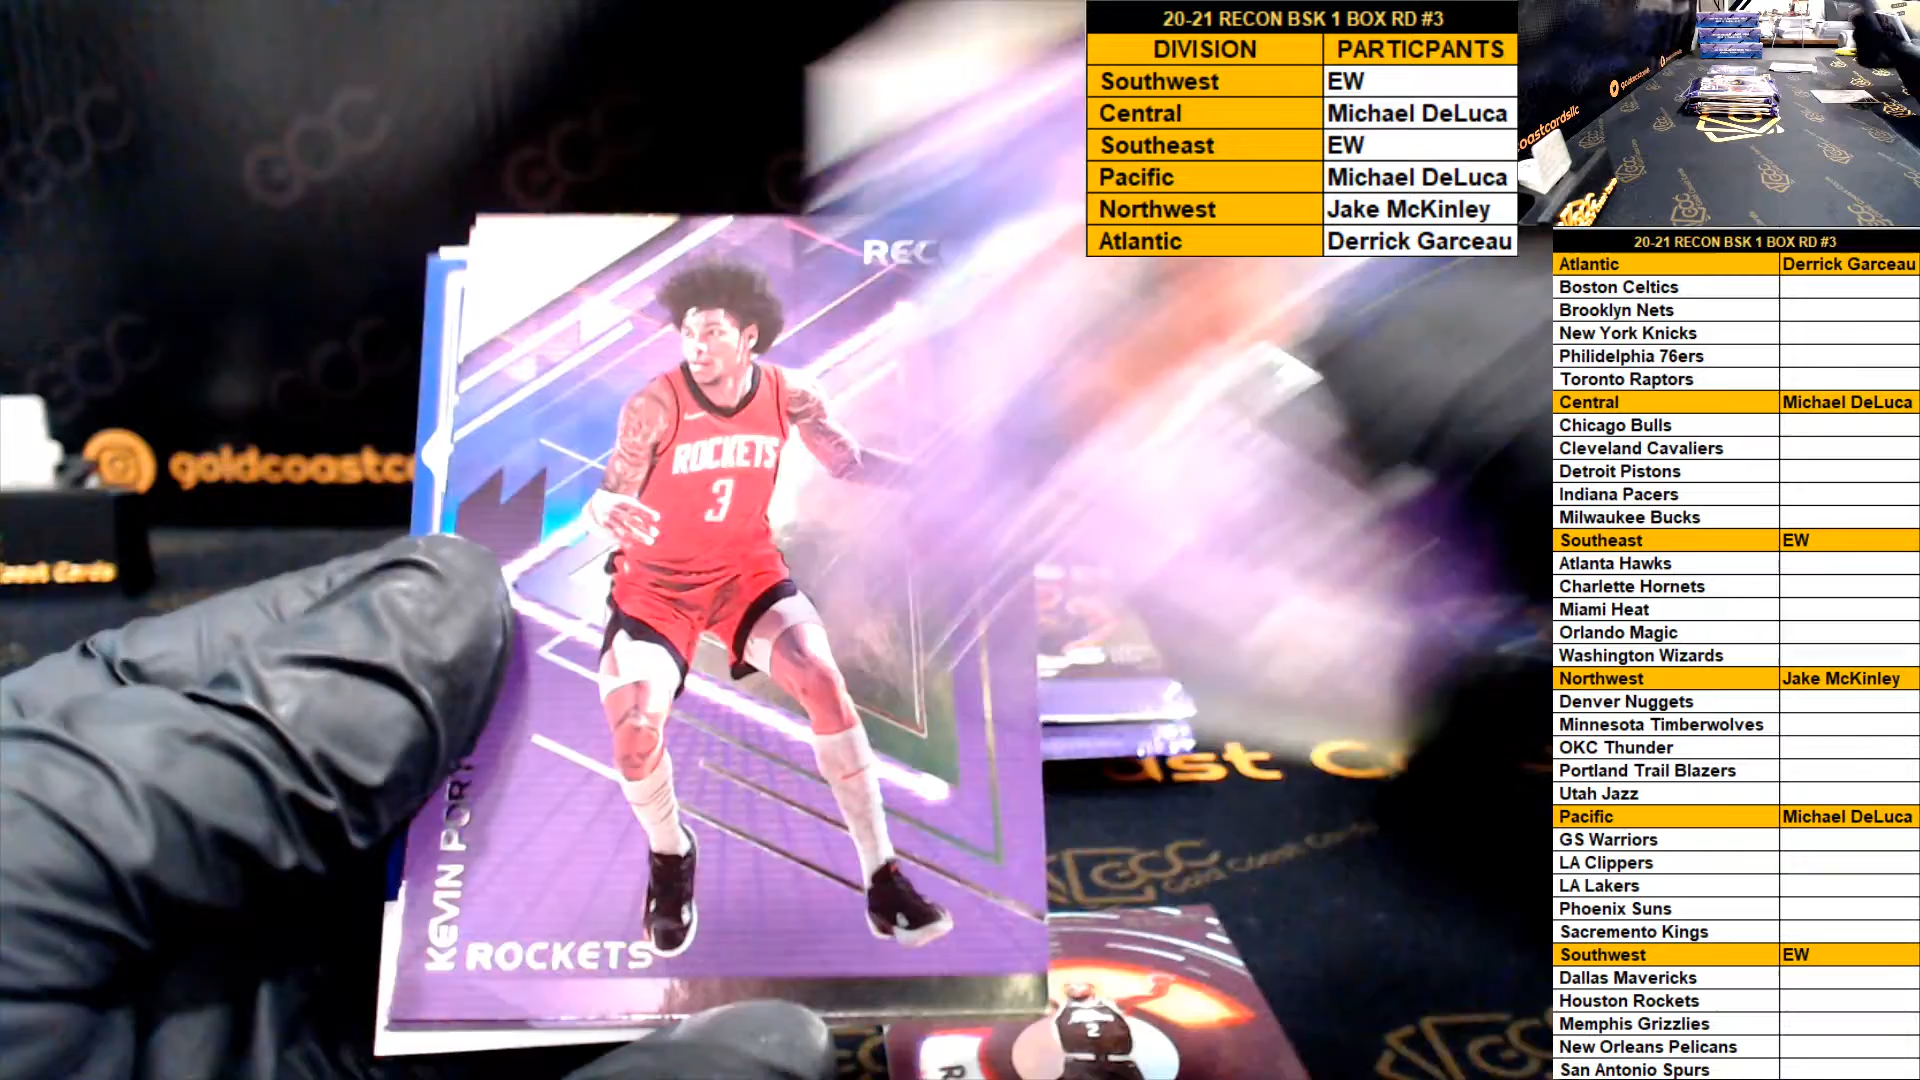 20-21 RECON BSK 1 BOX RD #3
DIVISION PARTICPANTS
Southwest EW
Central Michael DeLuca
Southeast EW
Pacific Michael DeLuca
Northwest Jake McKinley
Atlantic Derrick Garceau
20-21 RECON BSK 1 BOX RD #3
Atlantic Derrick Garceau
Boston Celtics
Brooklyn Nets
New York Knicks
Philidelphia 76ers
Toronto Raptors
Central Michael DeLuca
Chicago Bulls
Cleveland Cavaliers
Detroit Pistons
Indiana Pacers
Milwaukee Bucks
Southeast EW
Atlanta Hawks
Charlette Hornets
Miami Heat
Orlando Magic
Washington Wizards
Northwest Jake McKinley
Denver Nuggets
Minnesota Timberwolves
OKC Thunder
Portland Trail Blazers
Utah Jazz
Pacific Michael DeLuca
GS Warriors
LA Clippers
LA Lakers
Phoenix Suns
Sacremento Kings
Southwest EW
Dallas Mavericks
Houston Rockets
Memphis Grizzlies
New Orleans Pelicans
San Antonio Spurs
REC
ROCKETS
3
KEVIN POR
ROCKETS
goldcoastc
oastcardsllc
GCC
Gold Coast Cards
2
R